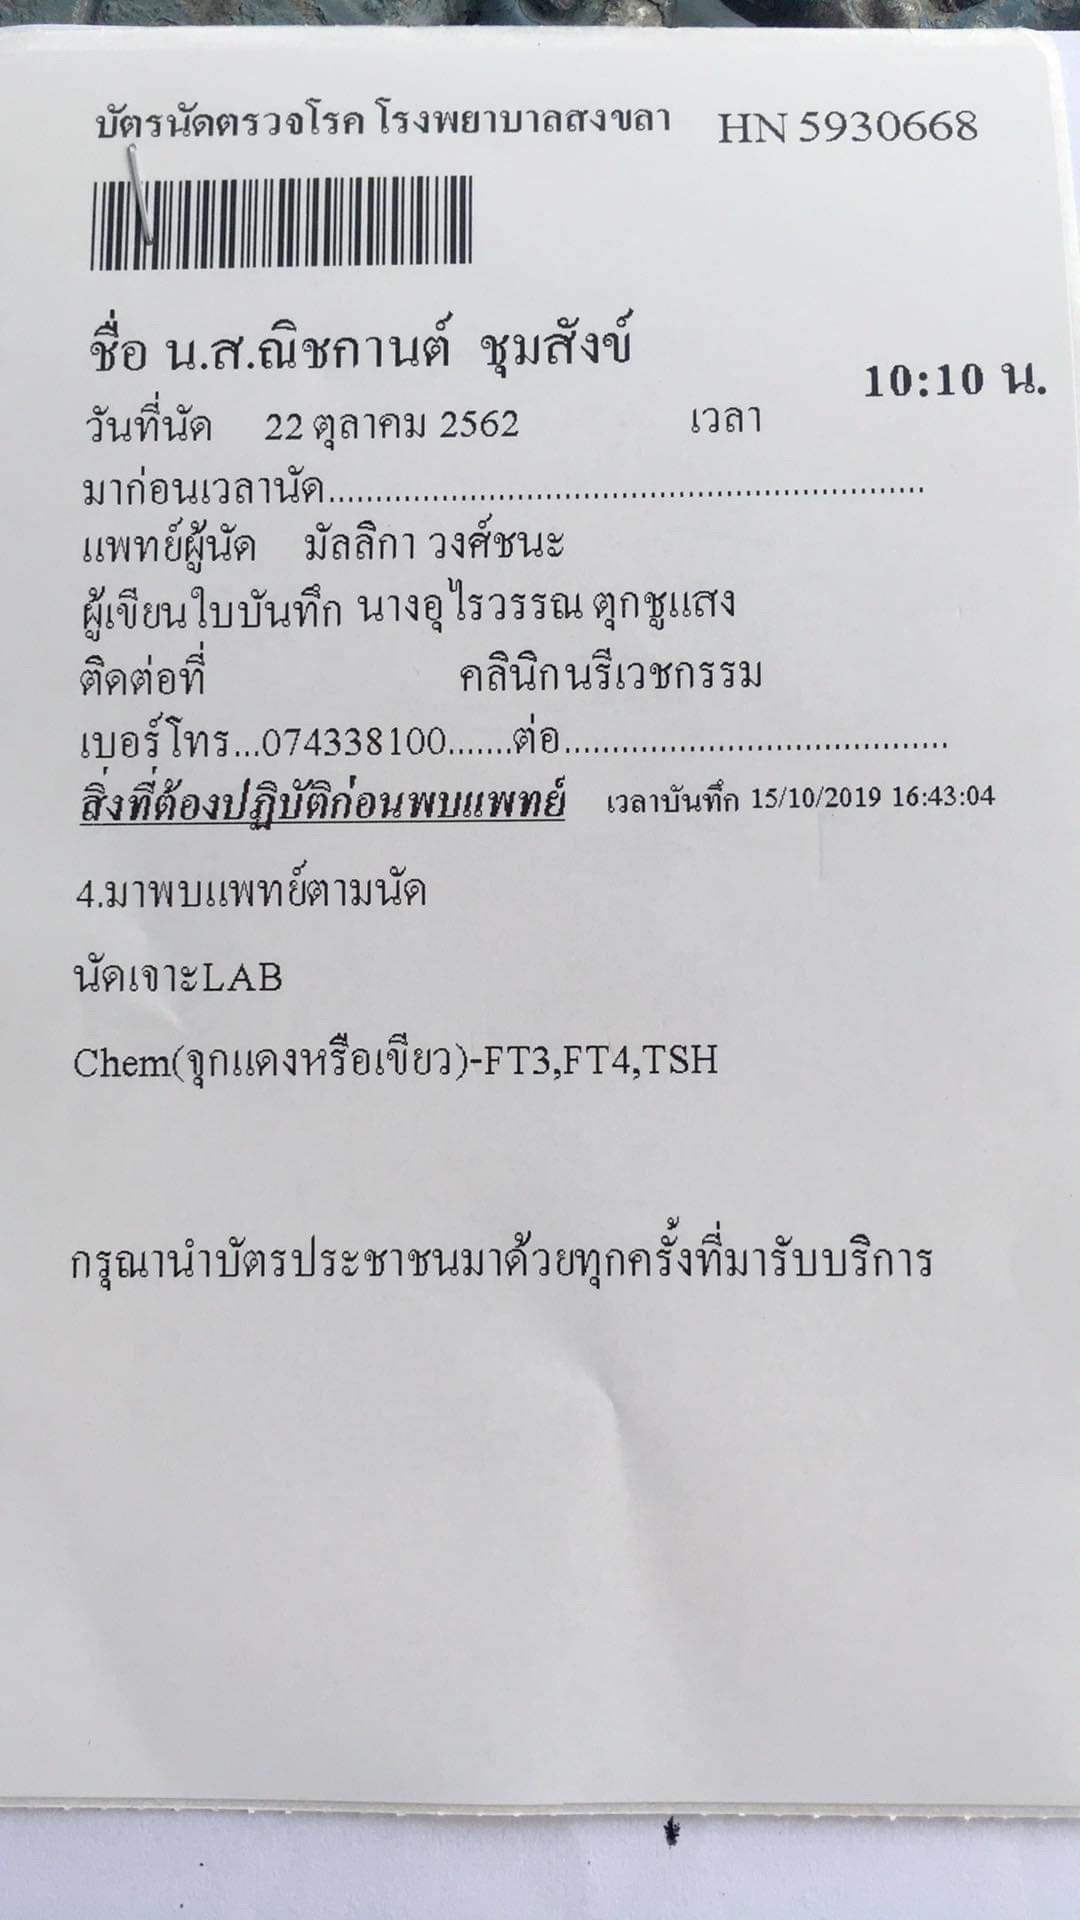 บัตรนัดตรวจโรค โรงพยาบาลสงขลา HN 5930668
ชื่อ น.ส.ณิชกานต์ ชุมสังข์
10:10 น.
วันที่นัด 22 ตุลาคม 2562 เวลา
มาก่อนเวลานัด................................................................
แพทย์ผู้นัด มัลลิกา วงศ์ชนะ
ผู้เขียนใบบันทึก นางอุไรวรรณ ตุกชูแสง
ติดต่อที่ คลินิกนรีเวชกรรม
เบอร์โทร...074338100.......ต่อ.........................................
สิ่งที่ต้องปฏิบัติก่อนพบแพทย์ เวลาบันทึก 15/10/2019 16:43:04
4.มาพบแพทย์ตามนัด
นัดเจาะLAB
Chem(จุกแดงหรือเขียว)-FT3,FT4,TSH
กรุณานำบัตรประชาชนมาด้วยทุกครั้งที่มารับบริการ